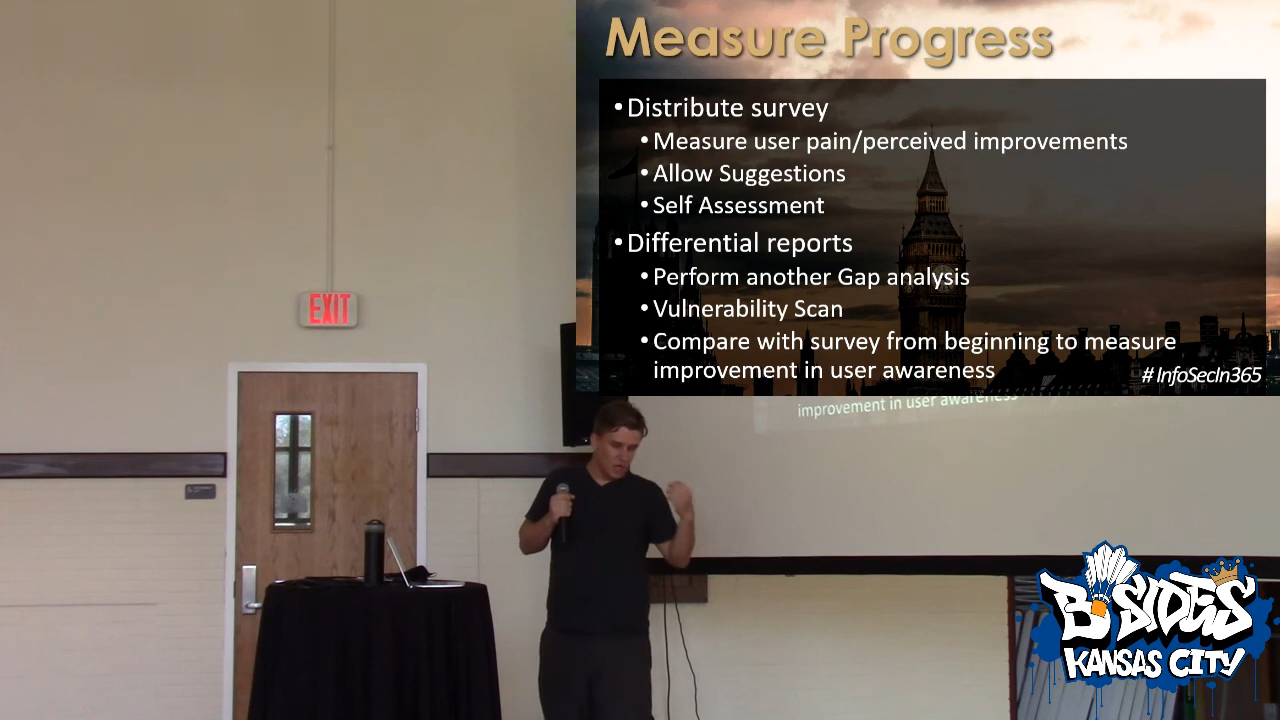 Measure Progress
•Distribute survey
•Measure user pain/perceived improvements
•Allow Suggestions
•Self Assessment
•Differential reports
•Perform another Gap analysis
•Vulnerability Scan
•Compare with survey from beginning to measure
improvement in user awareness
# InfoSecIn365
improvement in user awareness
EXIT
B•SIDES
KANSAS CITY